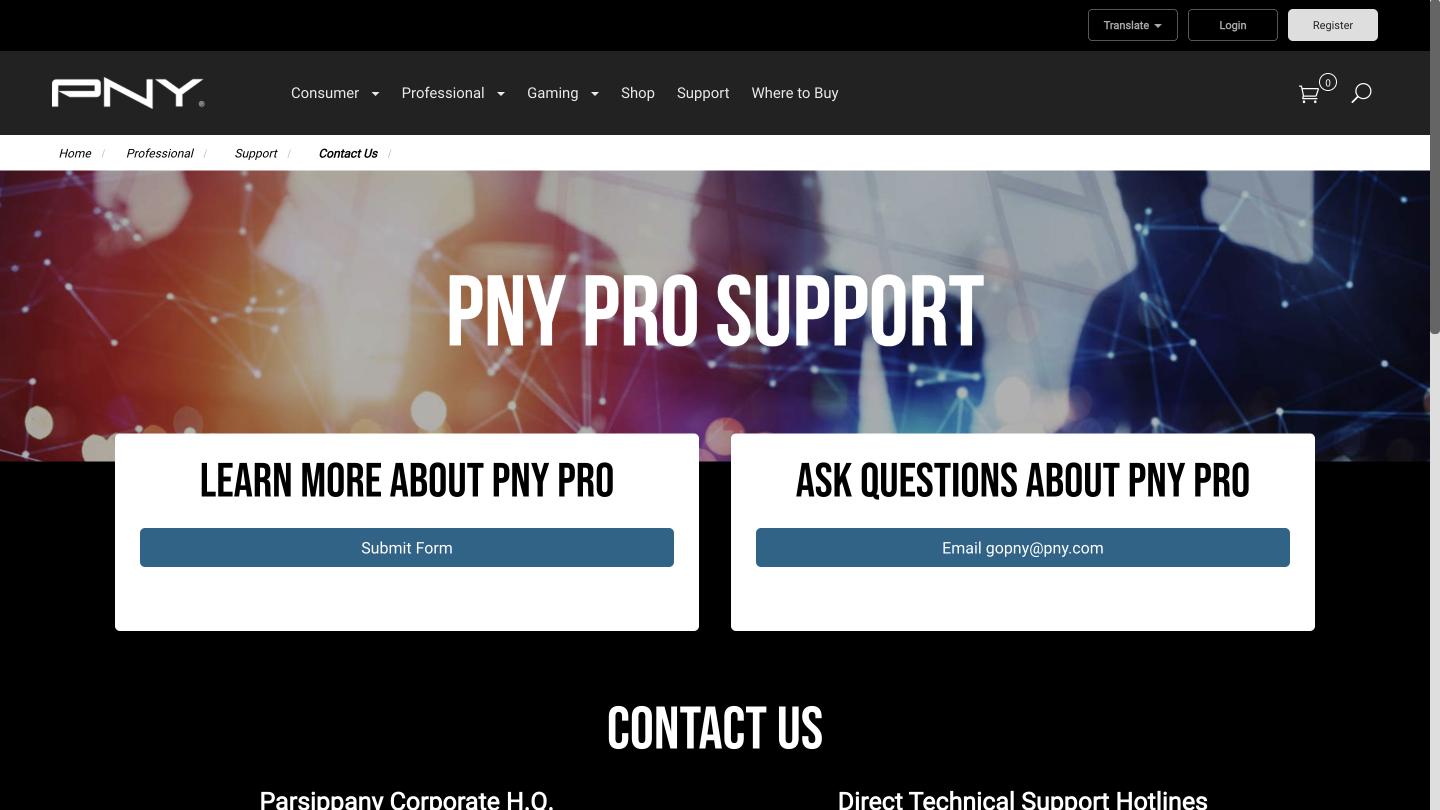 Translate
Login
Register
PNY
Consumer
Professional
Gaming
Shop
Support
Where to Buy
0
Home / Professional / Support / Contact Us /
PNY PRO SUPPORT
LEARN MORE ABOUT PNY PRO
Submit Form
ASK QUESTIONS ABOUT PNY PRO
Email gopny@pny.com
CONTACT US
Parsippany Corporate H.Q.
Direct Technical Support Hotlines